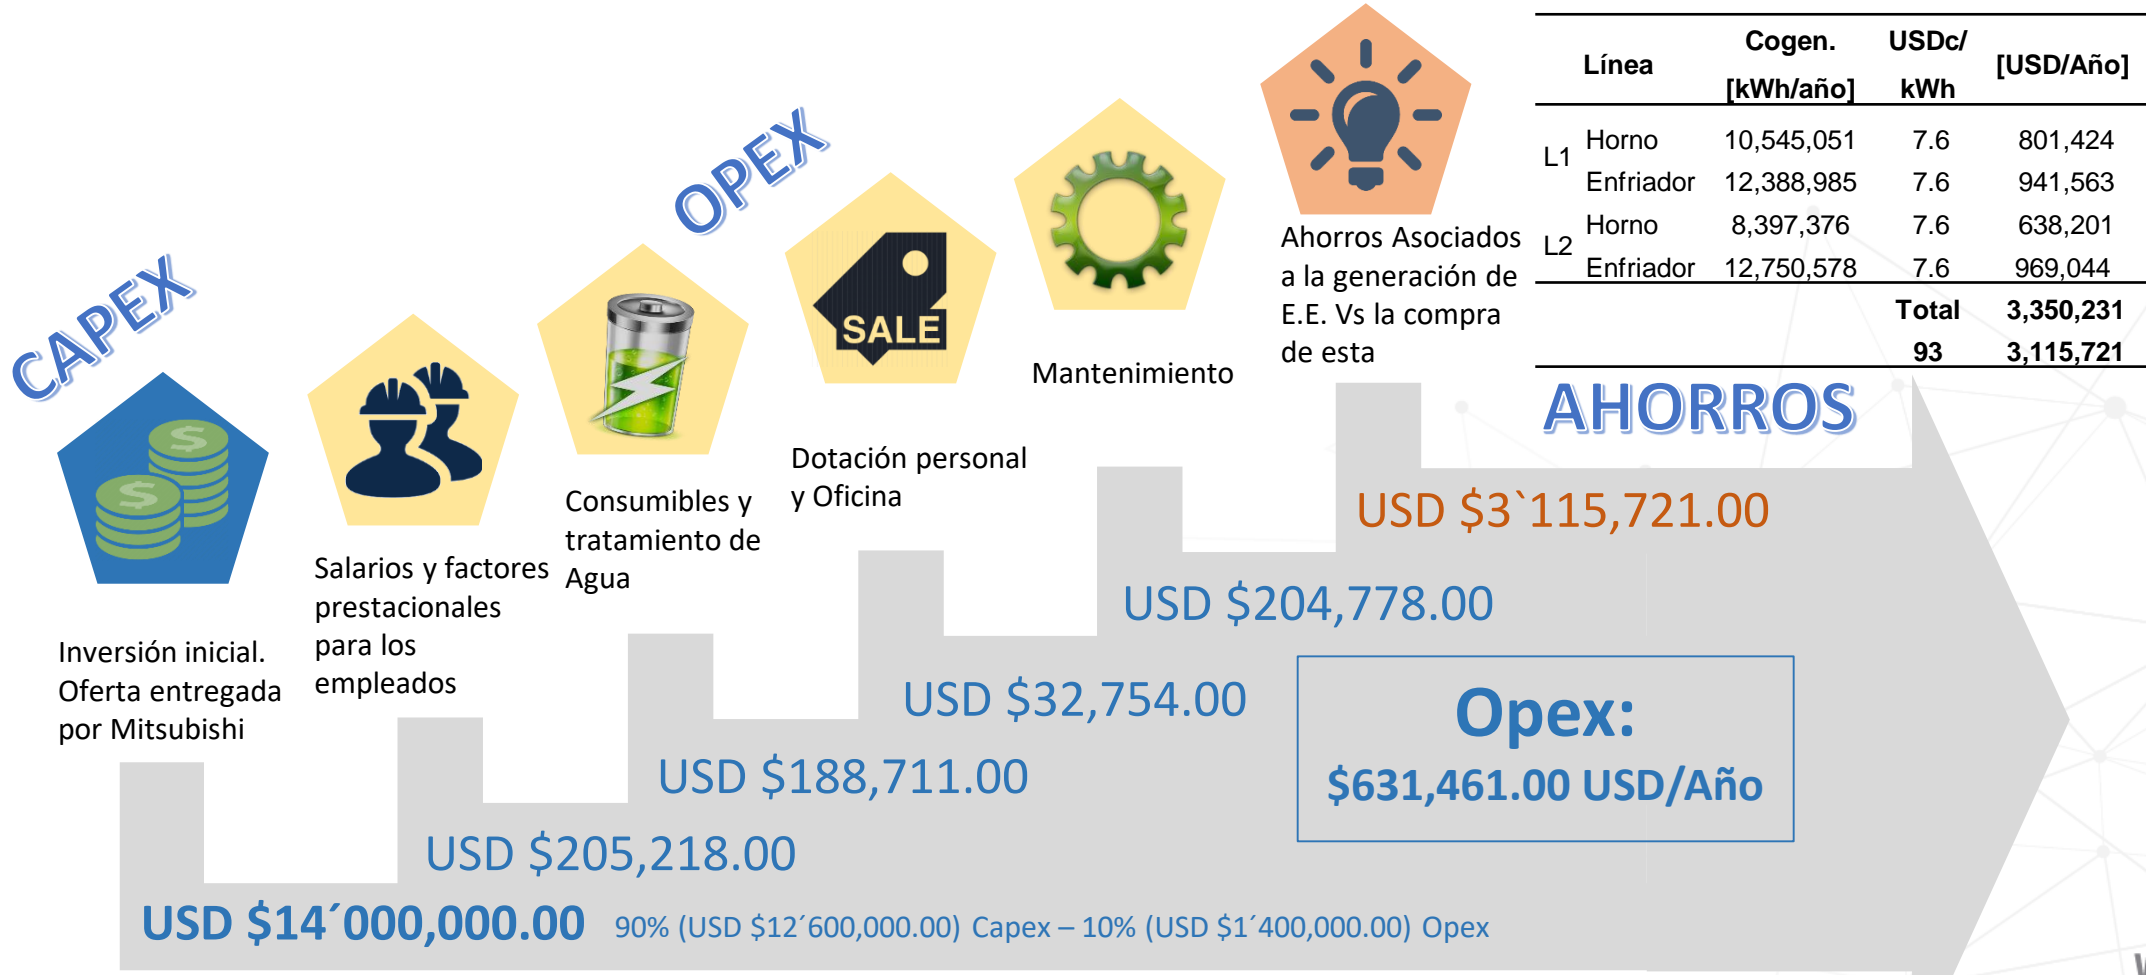 CAPEX
Inversión inicial.
Oferta entregada
por Mitsubishi
USD $14´000,000.00 90% (USD $12´600,000.00) Capex – 10% (USD $1´400,000.00) Opex
OPEX
Salarios y factores
prestacionales
para los
empleados
USD $205,218.00
Consumibles y
tratamiento de
Agua
USD $188,711.00
SALE
Dotación personal
y Oficina
USD $32,754.00
Mantenimiento
USD $204,778.00
Ahorros Asociados
a la generación de
E.E. Vs la compra
de esta
AHORROS
USD $3`115,721.00
Opex:
$631,461.00 USD/Año
Línea Cogen. [kWh/año] USDc/ kWh [USD/Año]
L1 Horno 10,545,051 7.6 801,424
Enfriador 12,388,985 7.6 941,563
L2 Horno 8,397,376 7.6 638,201
Enfriador 12,750,578 7.6 969,044
Total 3,350,231
93 3,115,721